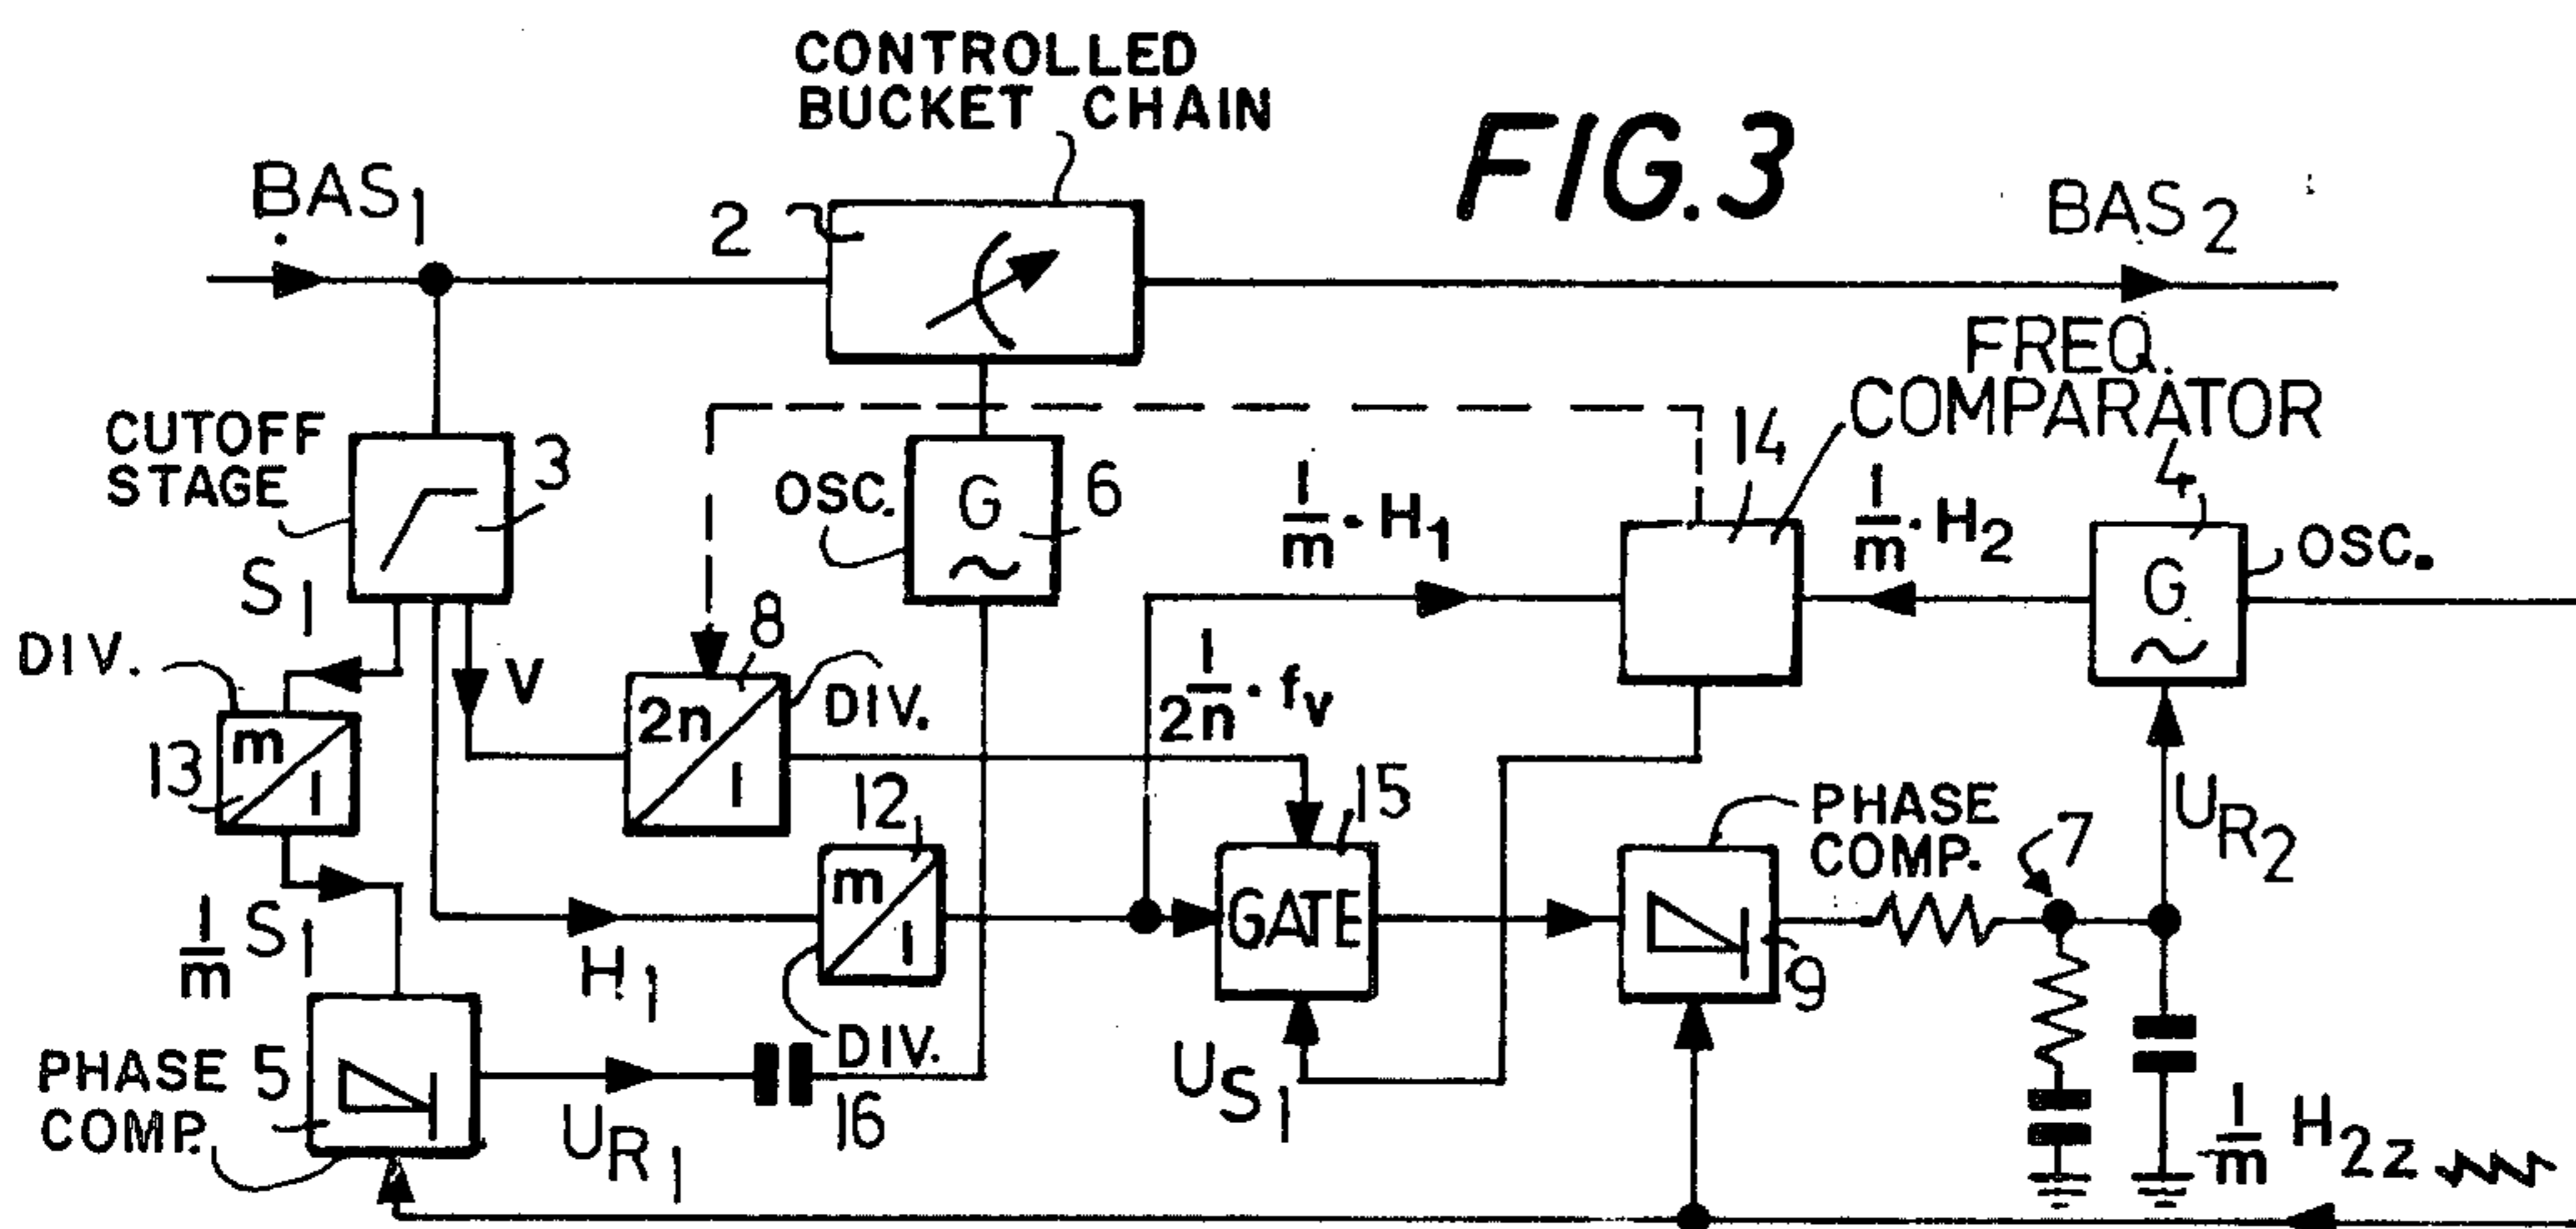 CONTROLLED
BUCKET CHAIN
FIG.3
BAS1
2
BAS2
FREQ.
COMPARATOR
CUTOFF
STAGE
3
OSC.
G
6
14
4
1/m · H1
1/m · H2
G
OSC.
S1
DIV.
V
8
2n
1
DIV.
1/2n · fv
m
1
13
12
m
1
DIV.
15
GATE
PHASE
COMP.
7
UR2
9
1/m S1
H1
PHASE
COMP.
5
UR1
16
US1
1/m H2Z